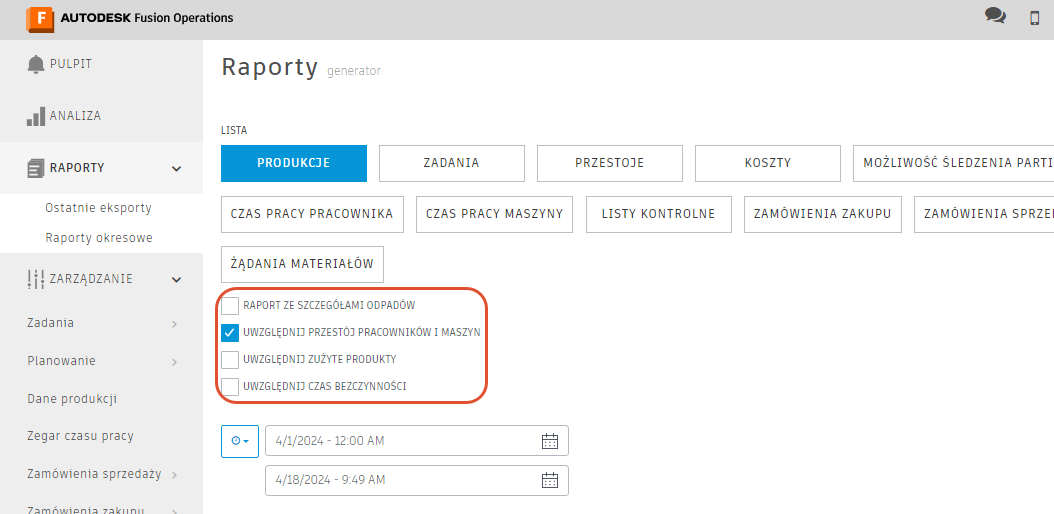 F AUTODESK Fusion Operations
PULPIT
ANALIZA
RAPORTY
Ostatnie eksporty
Raporty okresowe
ZARZĄDZANIE
Zadania
Planowanie
Dane produkcji
Zegar czasu pracy
Zamówienia sprzedaży
Zamówienia zakupu
Raporty generator
LISTA
PRODUKCJE ZADANIA PRZESTOJE KOSZTY MOŻLIWOŚĆ ŚLEDZENIA PARTI
CZAS PRACY PRACOWNIKA CZAS PRACY MASZYNY LISTY KONTROLNE ZAMÓWIENIA ZAKUPU ZAMÓWIENIA SPRZE
ŻĄDANIA MATERIAŁÓW
RAPORT ZE SZCZEGÓŁAMI ODPADÓW
UWZGLĘDNIJ PRZESTÓJ PRACOWNIKÓW I MASZYN
UWZGLĘDNIJ ZUŻYTE PRODUKTY
UWZGLĘDNIJ CZAS BEZCZYNNOŚCI
4/1/2024 - 12:00 AM
4/18/2024 - 9:49 AM